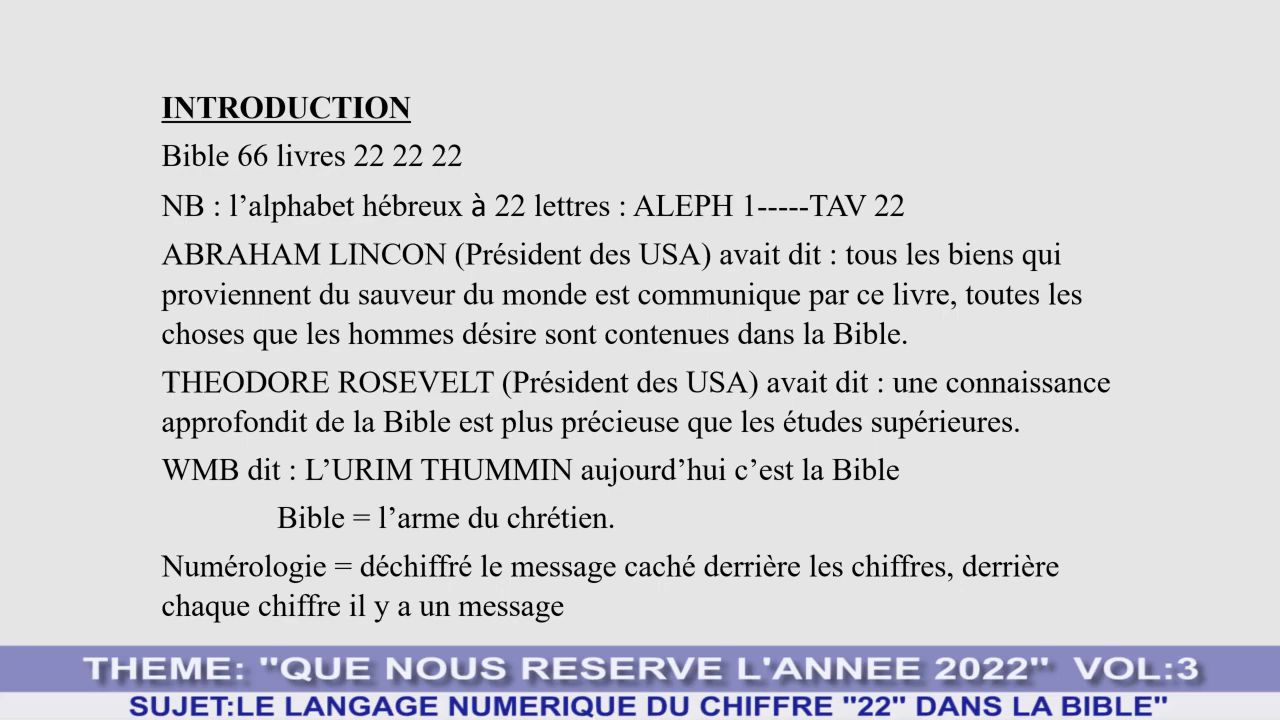 INTRODUCTION
Bible 66 livres 22 22 22
NB : l’alphabet hébreux à 22 lettres : ALEPH 1-----TAV 22
ABRAHAM LINCON (Président des USA) avait dit : tous les biens qui
proviennent du sauveur du monde est communique par ce livre, toutes les
choses que les hommes désire sont contenues dans la Bible.
THEODORE ROSEVELT (Président des USA) avait dit : une connaissance
approfondit de la Bible est plus précieuse que les études supérieures.
WMB dit : L’URIM THUMMIN aujourd’hui c’est la Bible
Bible = l’arme du chrétien.
Numérologie = déchiffré le message caché derrière les chiffres, derrière
chaque chiffre il y a un message
THEME: "QUE NOUS RESERVE L'ANNEE 2022" VOL:3
SUJET:LE LANGAGE NUMERIQUE DU CHIFFRE "22" DANS LA BIBLE"